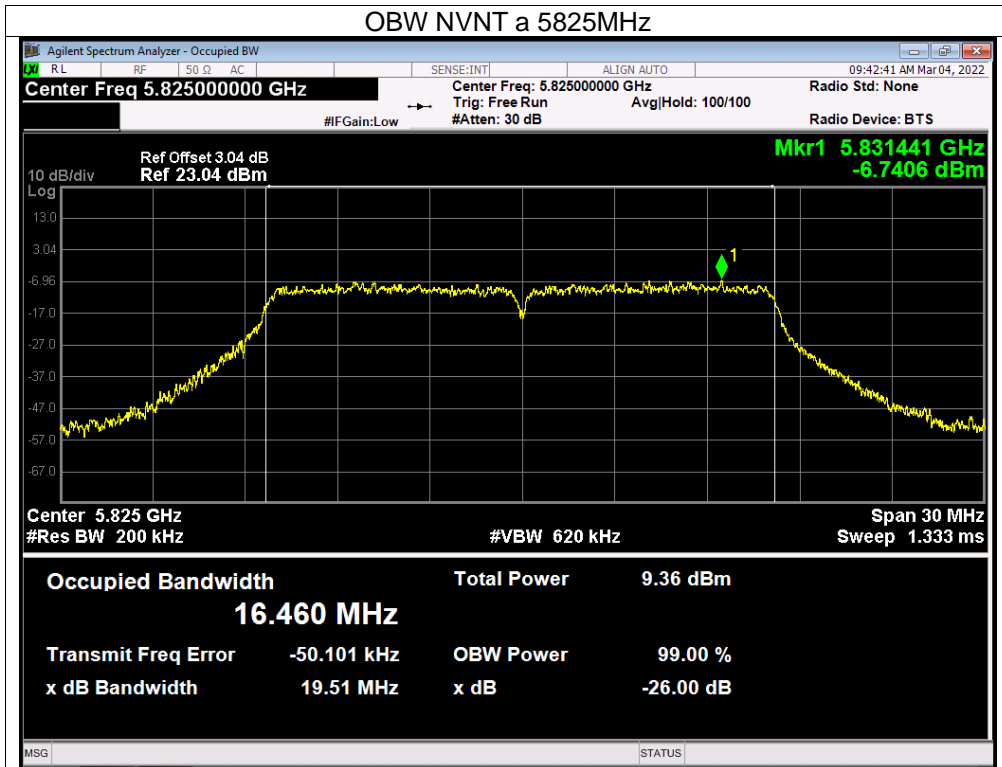 OBW NVNT a 5825MHz
Agilent Spectrum Analyzer - Occupied BW
LXI RL RF 50 Ω AC SENSE:INT ALIGN AUTO 09:42:41 AM Mar 04, 2022
Center Freq 5.825000000 GHz Center Freq: 5.825000000 GHz Radio Std: None
Trig: Free Run Avg|Hold: 100/100
#IFGain:Low #Atten: 30 dB Radio Device: BTS
Mkr1 5.831441 GHz
-6.7406 dBm
Ref Offset 3.04 dB
10 dB/div Ref 23.04 dBm
Log
13.0
3.04
1
-6.96
-17.0
-27.0
-37.0
-47.0
-57.0
-67.0
Center 5.825 GHz Span 30 MHz
#Res BW 200 kHz #VBW 620 kHz Sweep 1.333 ms
Occupied Bandwidth Total Power 9.36 dBm
16.460 MHz
Transmit Freq Error -50.101 kHz OBW Power 99.00 %
x dB Bandwidth 19.51 MHz x dB -26.00 dB
MSG STATUS